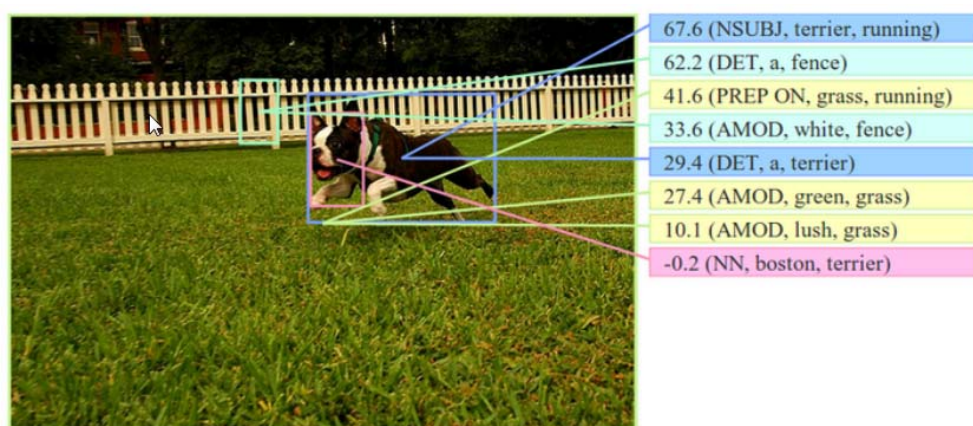 67.6 (NSUBJ, terrier, running)
62.2 (DET, a, fence)
41.6 (PREP ON, grass, running)
33.6 (AMOD, white, fence)
29.4 (DET, a, terrier)
27.4 (AMOD, green, grass)
10.1 (AMOD, lush, grass)
-0.2 (NN, boston, terrier)